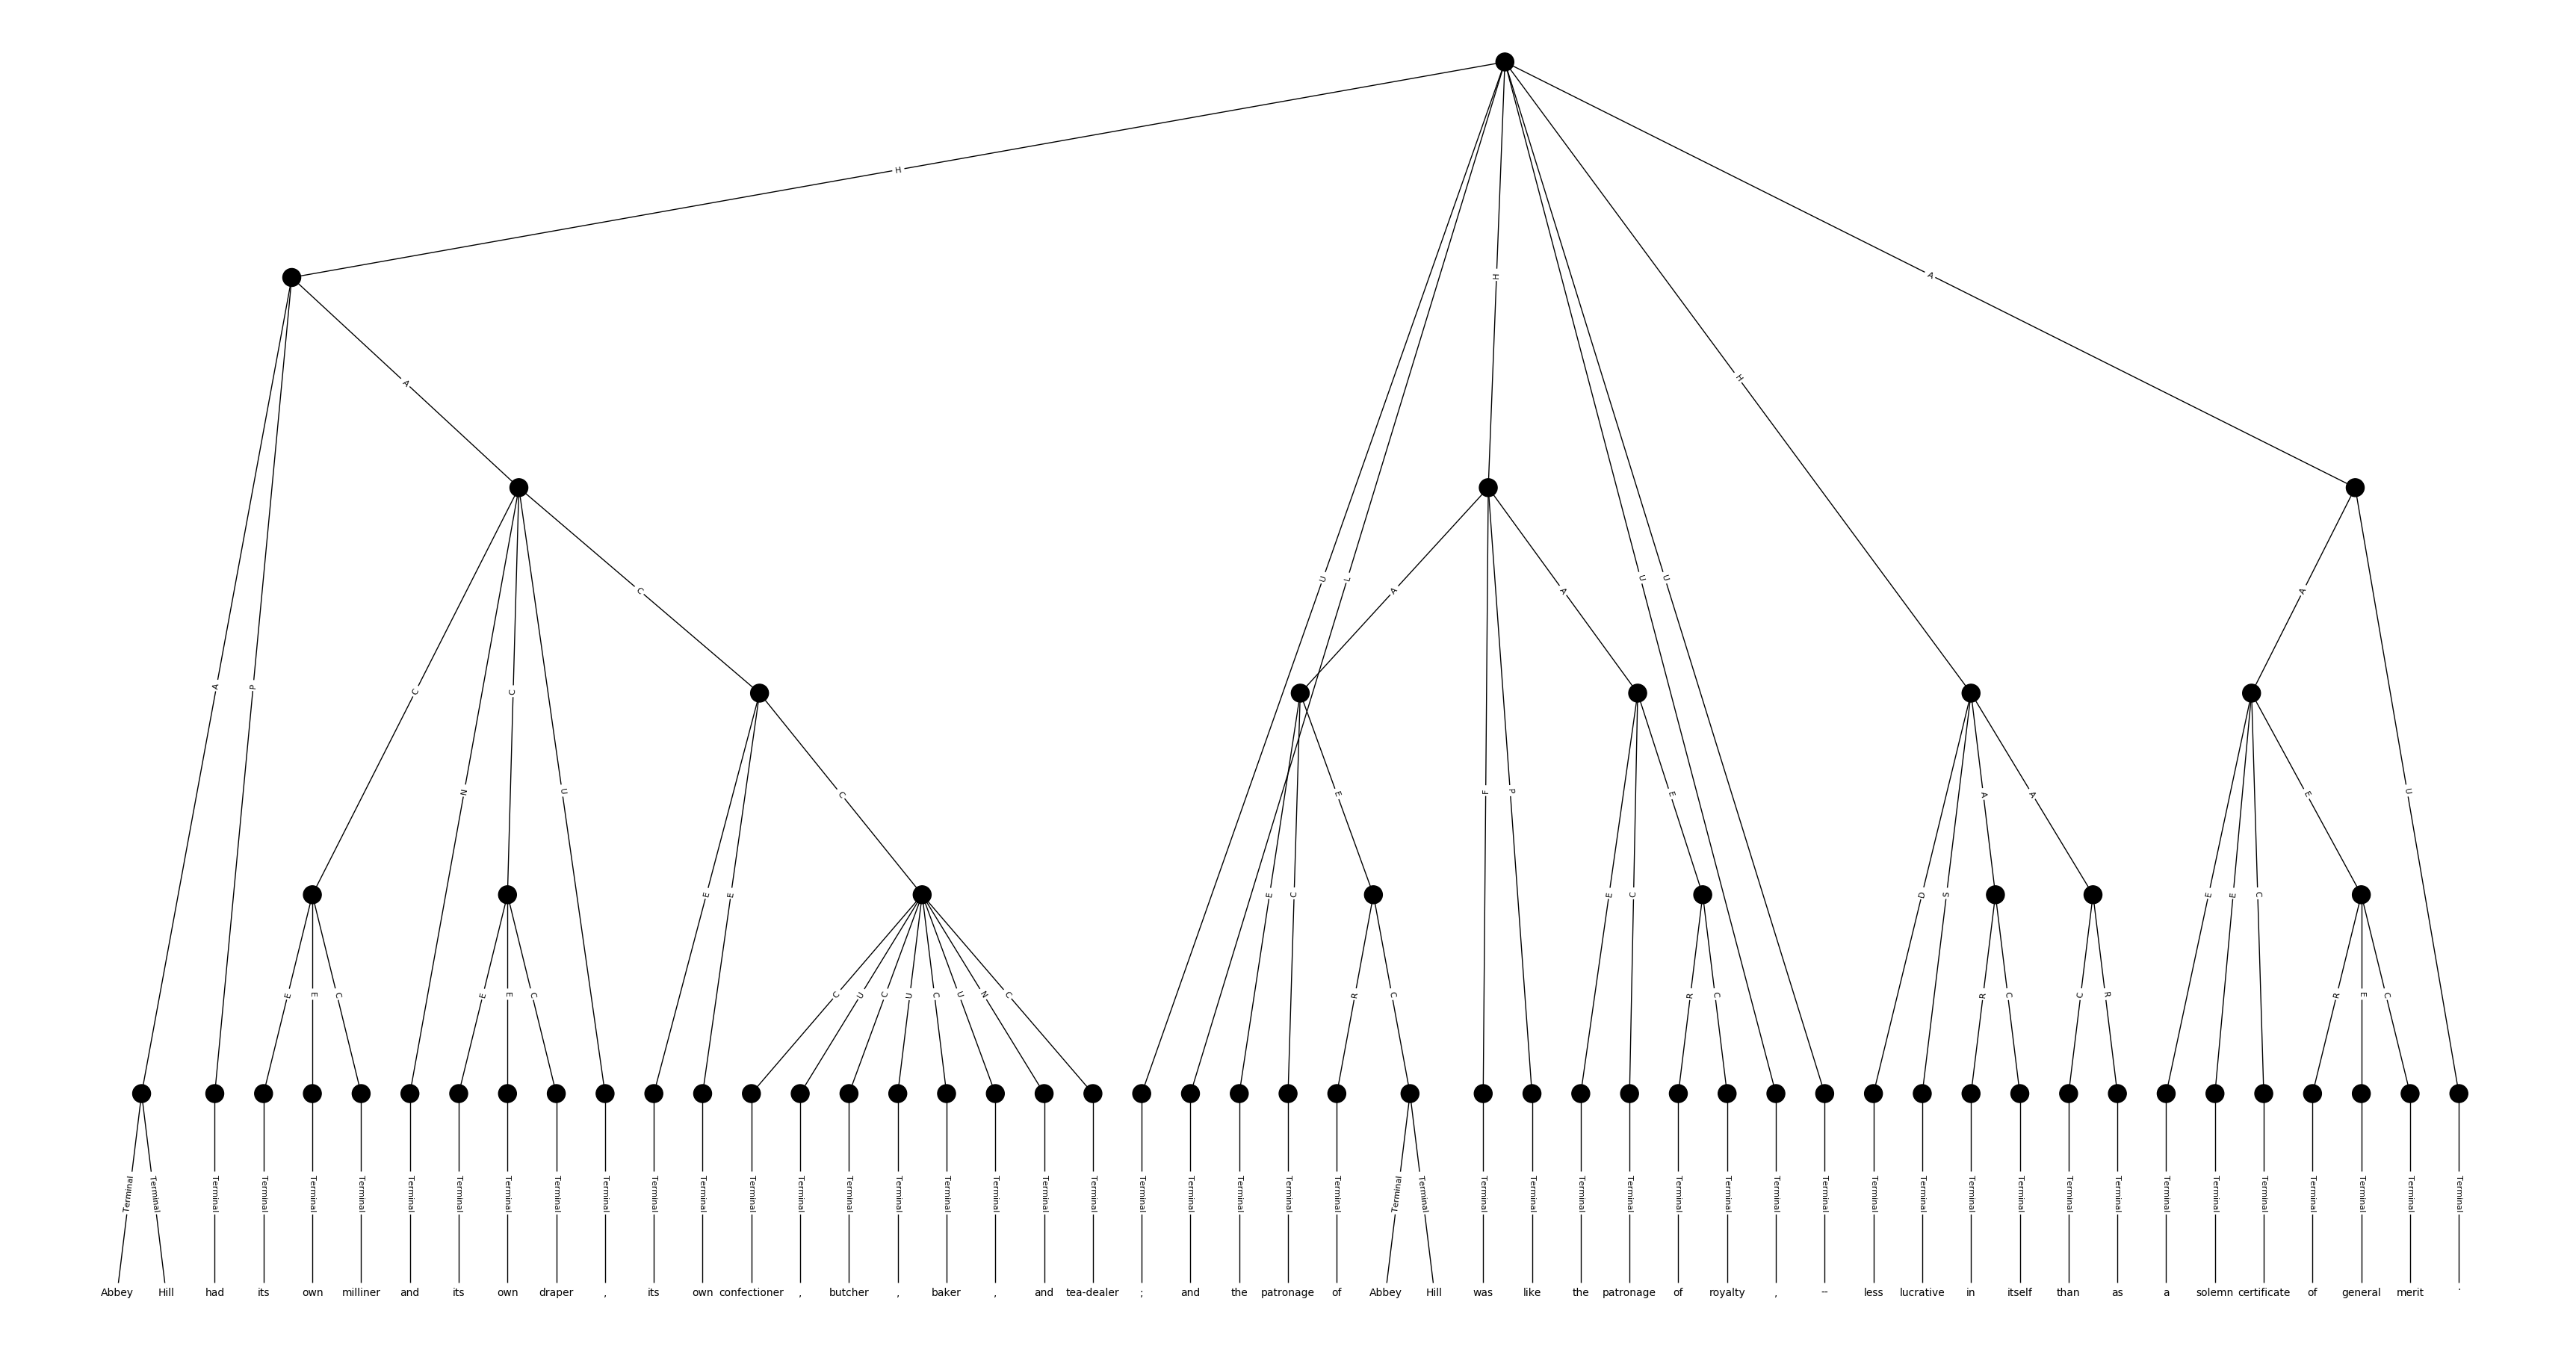 H
H
A
A
H
U
L
U
U
A
A
A
A
P
C
C
N
C
U
F
P
E
A
A
E
U
C
E
E
E
C
E
C
D
S
E
E
C
E
E
C
E
E
C
C
U
C
U
C
U
N
C
R
C
R
C
R
C
C
R
R
E
C
Terminal Terminal Terminal Terminal Terminal Terminal Terminal Terminal Terminal Terminal Terminal Terminal Terminal Terminal Terminal Terminal Terminal Terminal Terminal Terminal Terminal Terminal Terminal Terminal Terminal Terminal Terminal Terminal Terminal Terminal Terminal Terminal Terminal Terminal Terminal Terminal Terminal Terminal Terminal Terminal Terminal Terminal Terminal Terminal Terminal Terminal Terminal Terminal Terminal
Abbey Hill had its own milliner and its own draper , its own confectioner , butcher , baker , and tea-dealer ; and the patronage of Abbey Hill was like the patronage of royalty , -- less lucrative in itself than as a solemn certificate of general merit .